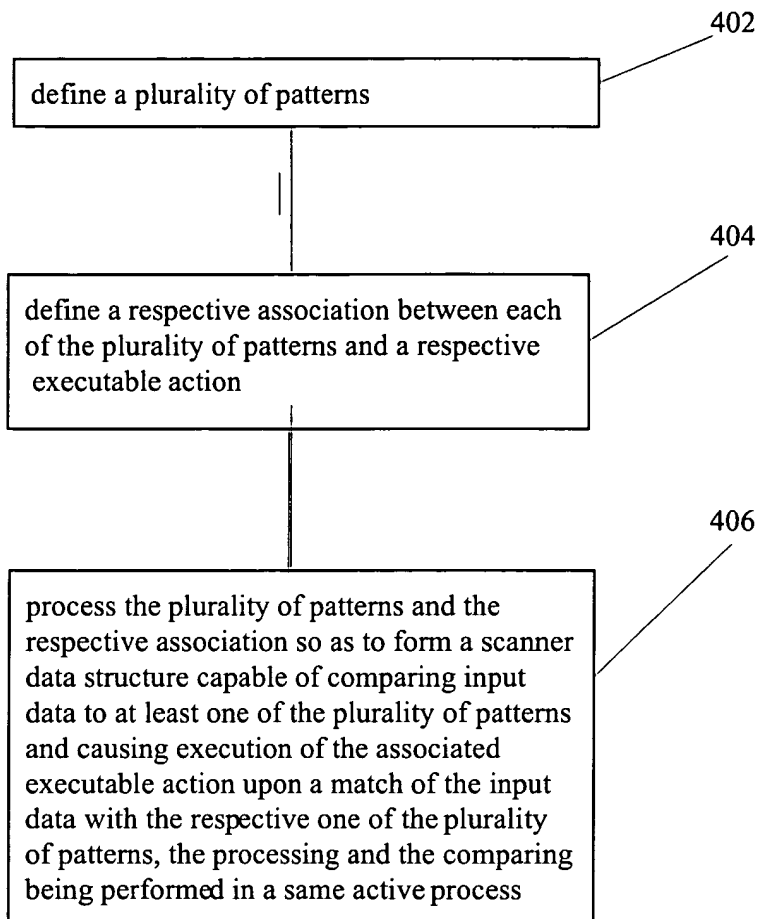 402
define a plurality of patterns
404
define a respective association between each
of the plurality of patterns and a respective
executable action
406
process the plurality of patterns and the
respective association so as to form a scanner
data structure capable of comparing input
data to at least one of the plurality of patterns
and causing execution of the associated
executable action upon a match of the input
data with the respective one of the plurality
of patterns, the processing and the comparing
being performed in a same active process